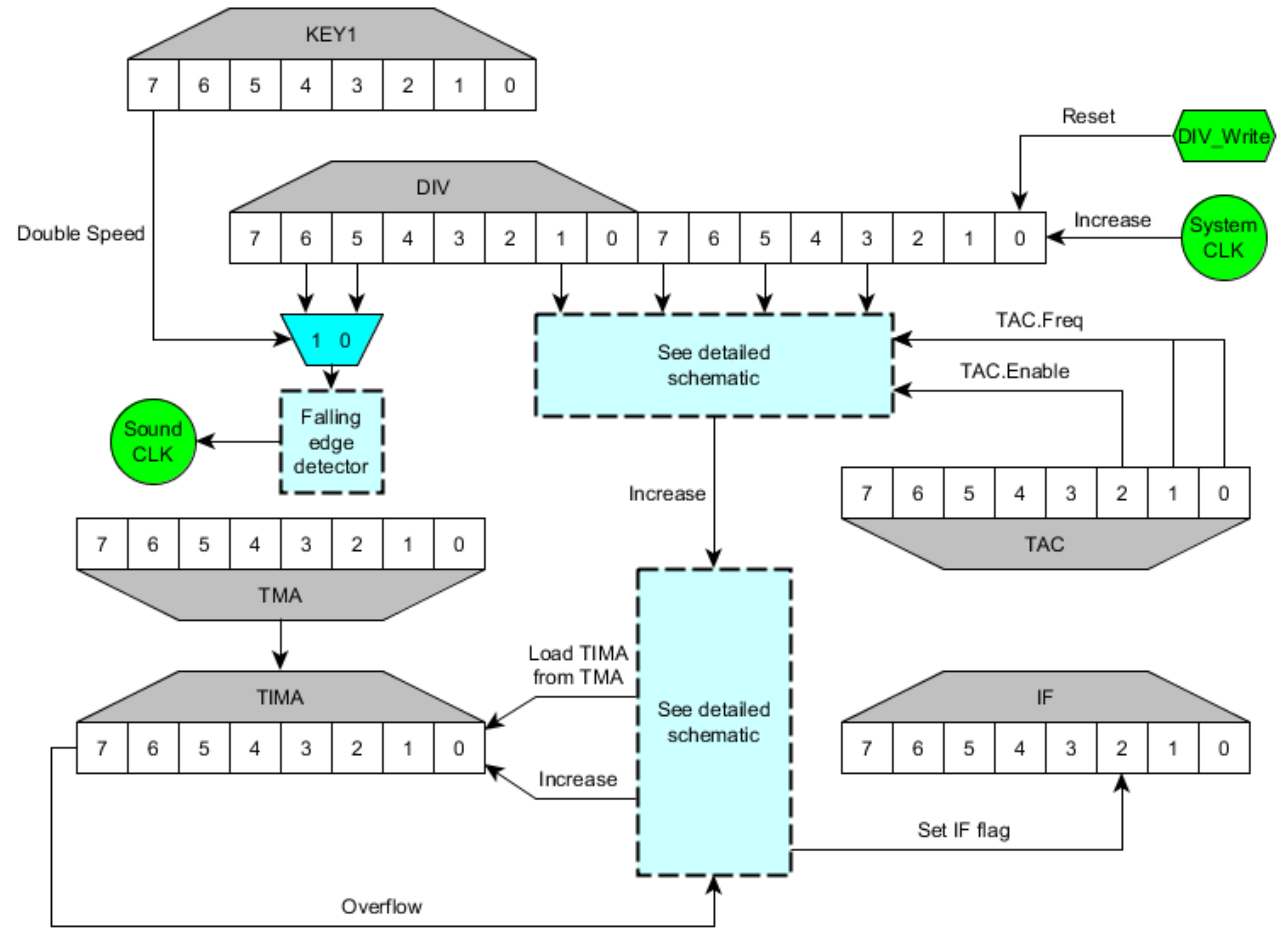 KEY1
7 6 5 4 3 2 1 0
Reset
DIV_Write
DIV
Double Speed
7 6 5 4 3 2 1 0 7 6 5 4 3 2 1 0
Increase
System
CLK
1 0
TAC.Freq
See detailed
schematic
TAC.Enable
Falling
edge
detector
Sound
CLK
Increase
7 6 5 4 3 2 1 0
TAC
7 6 5 4 3 2 1 0
TMA
Load TIMA
from TMA
TIMA
7 6 5 4 3 2 1 0
Increase
See detailed
schematic
IF
7 6 5 4 3 2 1 0
Set IF flag
Overflow